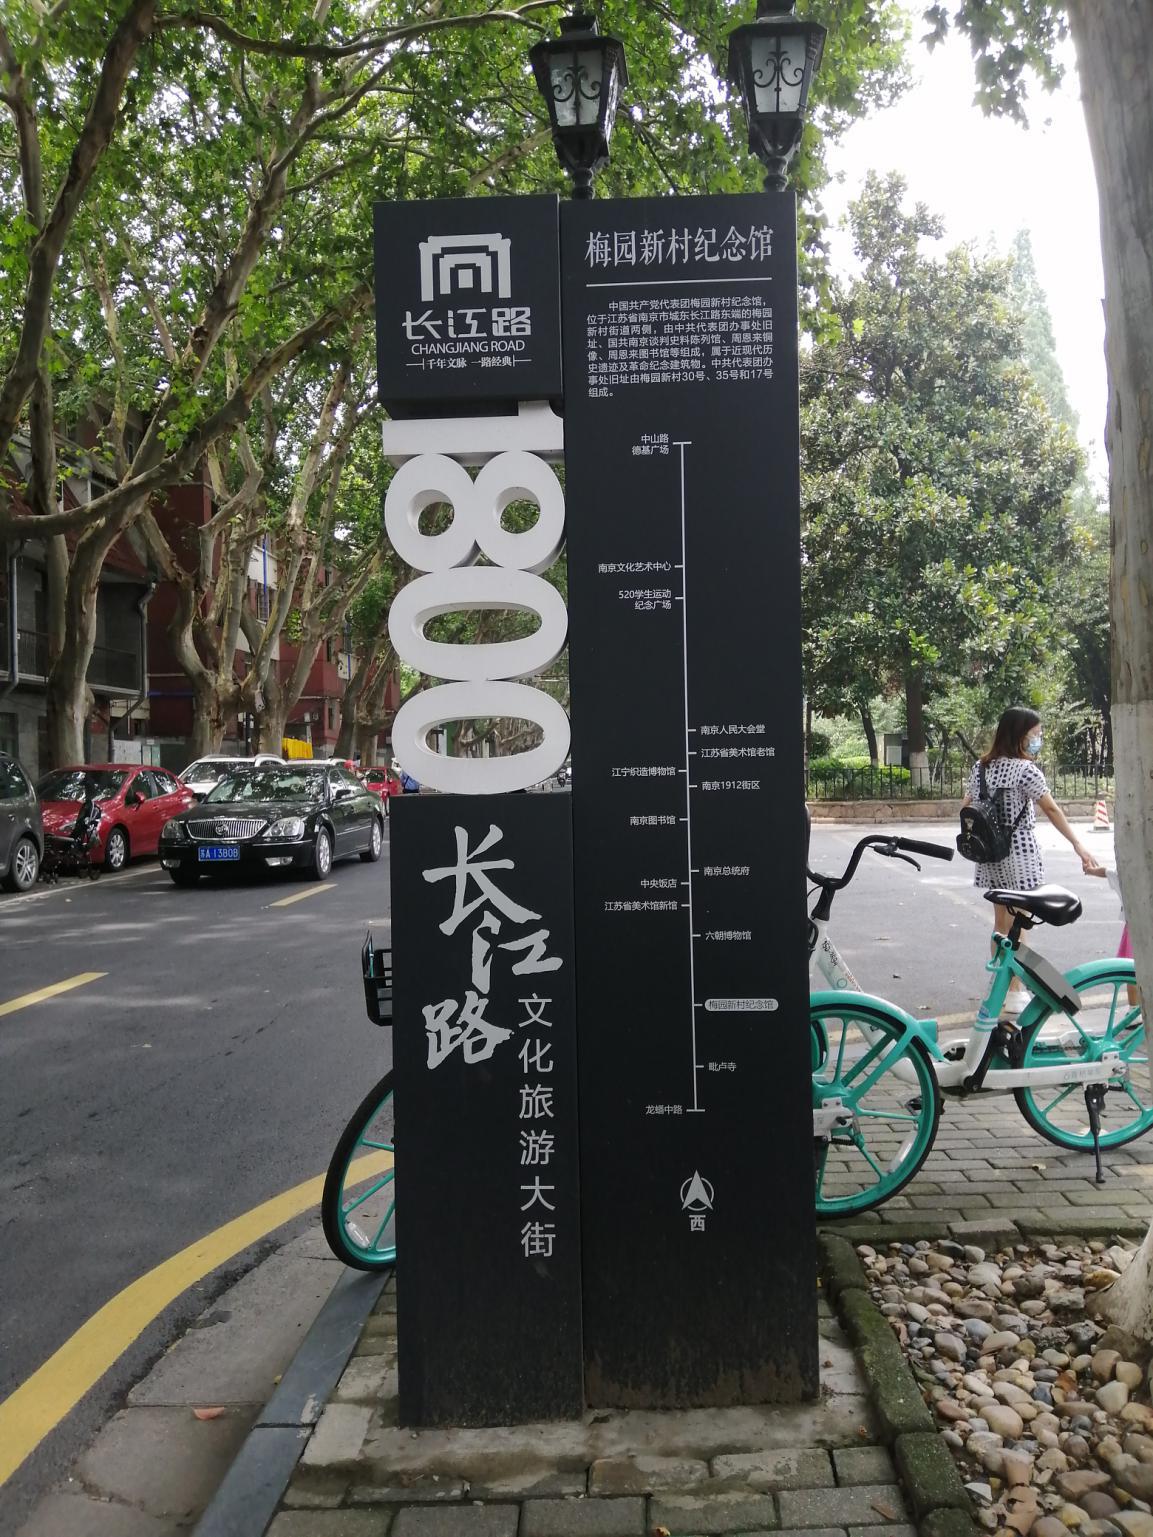 长江路
CHANGJIANG ROAD
千年文脉 一路经典
1800
长江路
文化旅游大街
梅园新村纪念馆
中国共产党代表团梅园新村纪念馆，
位于江苏省南京市城东长江路东端的梅园
新村街道两侧，由中共代表团办事处旧
址、国共南京谈判史料陈列馆、周恩来铜
像、周恩来图书馆等组成，属于近现代历
史遗迹及革命纪念建筑物。中共代表团办
事处旧址由梅园新村30号、35号和17号
组成。
中山路
德基广场
南京文化艺术中心
520学生运动
纪念广场
南京人民大会堂
江苏省美术馆老馆
江宁织造博物馆
南京1912街区
南京图书馆
南京总统府
中央饭店
江苏省美术馆新馆
六朝博物馆
梅园新村纪念馆
毗卢寺
龙蟠中路
西
苏A 13B0B